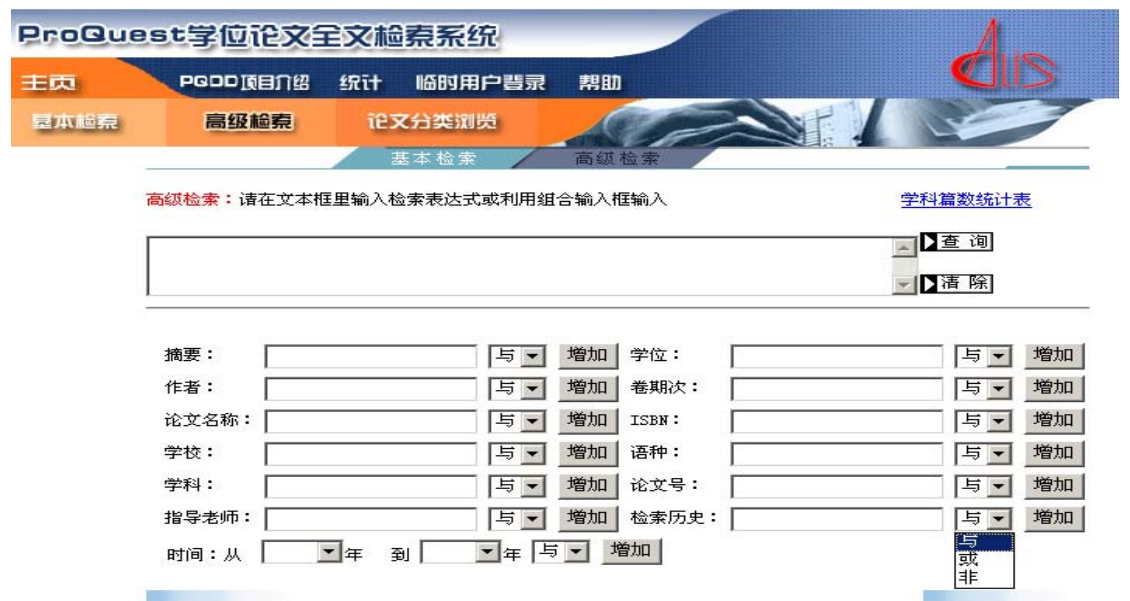 ProQuest学位论文全文检索系统
主页 PQDD项目介绍 统计 临时用户登录 帮助
基本检索 高级检索 论文分类浏览
基本检索 高级检索
高级检索：请在文本框里输入检索表达式或利用组合输入框输入 学科篇数统计表
查 询
清 除
摘要： 与 增加 学位： 与 增加
作者： 与 增加 卷期次： 与 增加
论文名称： 与 增加 ISBN： 与 增加
学校： 与 增加 语种： 与 增加
学科： 与 增加 论文号： 与 增加
指导老师： 与 增加 检索历史： 与 增加
时间：从 年 到 年 与 增加
与
或
非